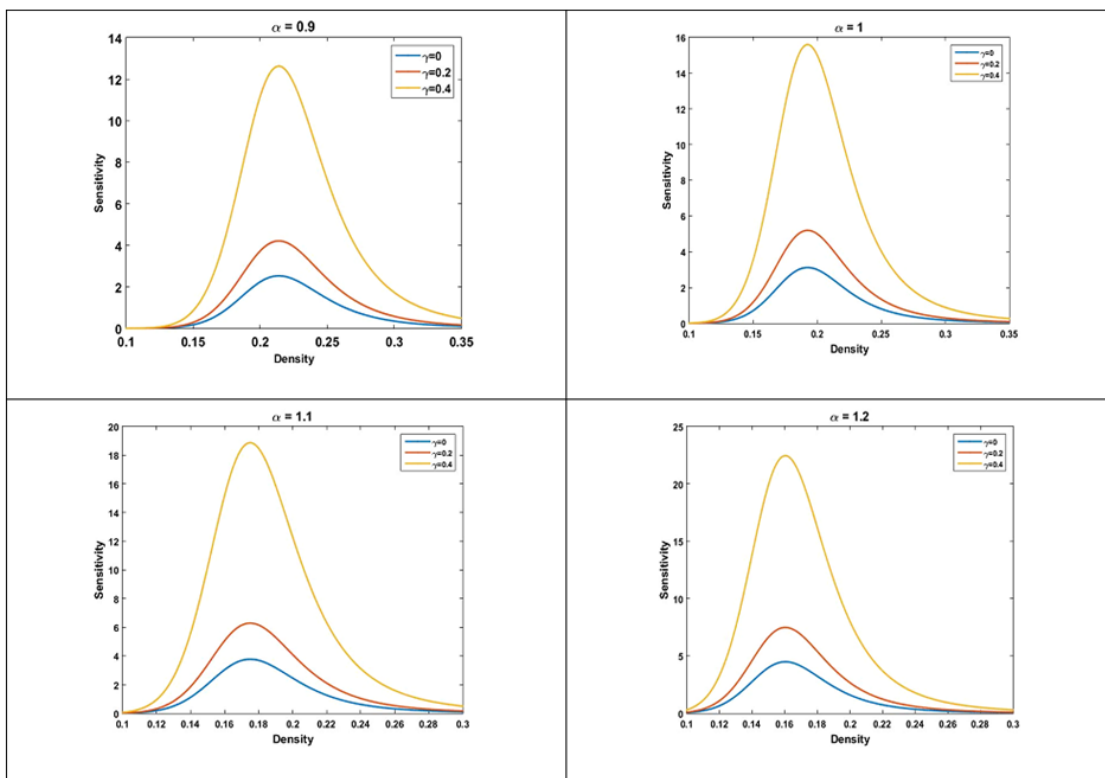 α = 0.9
14
12
10
8
6
4
2
0
Sensitivity
γ=0
γ=0.2
γ=0.4
0.1 0.15 0.2 0.25 0.3 0.35
Density
α = 1
16
14
12
10
8
6
4
2
0
Sensitivity
γ=0
γ=0.2
γ=0.4
0.1 0.15 0.2 0.25 0.3 0.35
Density
α = 1.1
20
18
16
14
12
10
8
6
4
2
0
Sensitivity
γ=0
γ=0.2
γ=0.4
0.1 0.12 0.14 0.16 0.18 0.2 0.22 0.24 0.26 0.28 0.3
Density
α = 1.2
25
20
15
10
5
0
Sensitivity
γ=0
γ=0.2
γ=0.4
0.1 0.12 0.14 0.16 0.18 0.2 0.22 0.24 0.26 0.28 0.3
Density